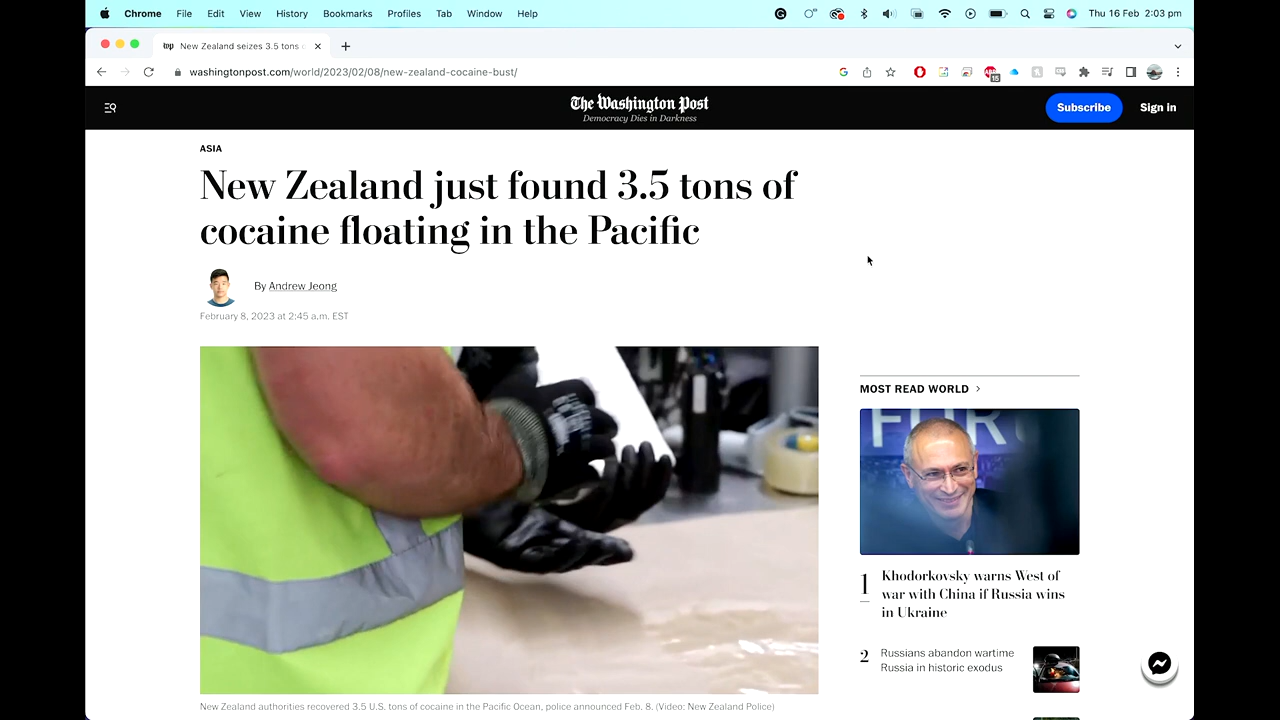 Chrome File Edit View History Bookmarks Profiles Tab Window Help Thu 16 Feb 2:03 pm
wp New Zealand seizes 3.5 tons
washingtonpost.com/world/2023/02/08/new-zealand-cocaine-bust/
15
The Washington Post
Democracy Dies in Darkness
Subscribe Sign in
ASIA
New Zealand just found 3.5 tons of
cocaine floating in the Pacific
By Andrew Jeong
February 8, 2023 at 2:45 a.m. EST
New Zealand authorities recovered 3.5 U.S. tons of cocaine in the Pacific Ocean, police announced Feb. 8. (Video: New Zealand Police)
MOST READ WORLD >
1 Khodorkovsky warns West of
war with China if Russia wins
in Ukraine
2 Russians abandon wartime
Russia in historic exodus